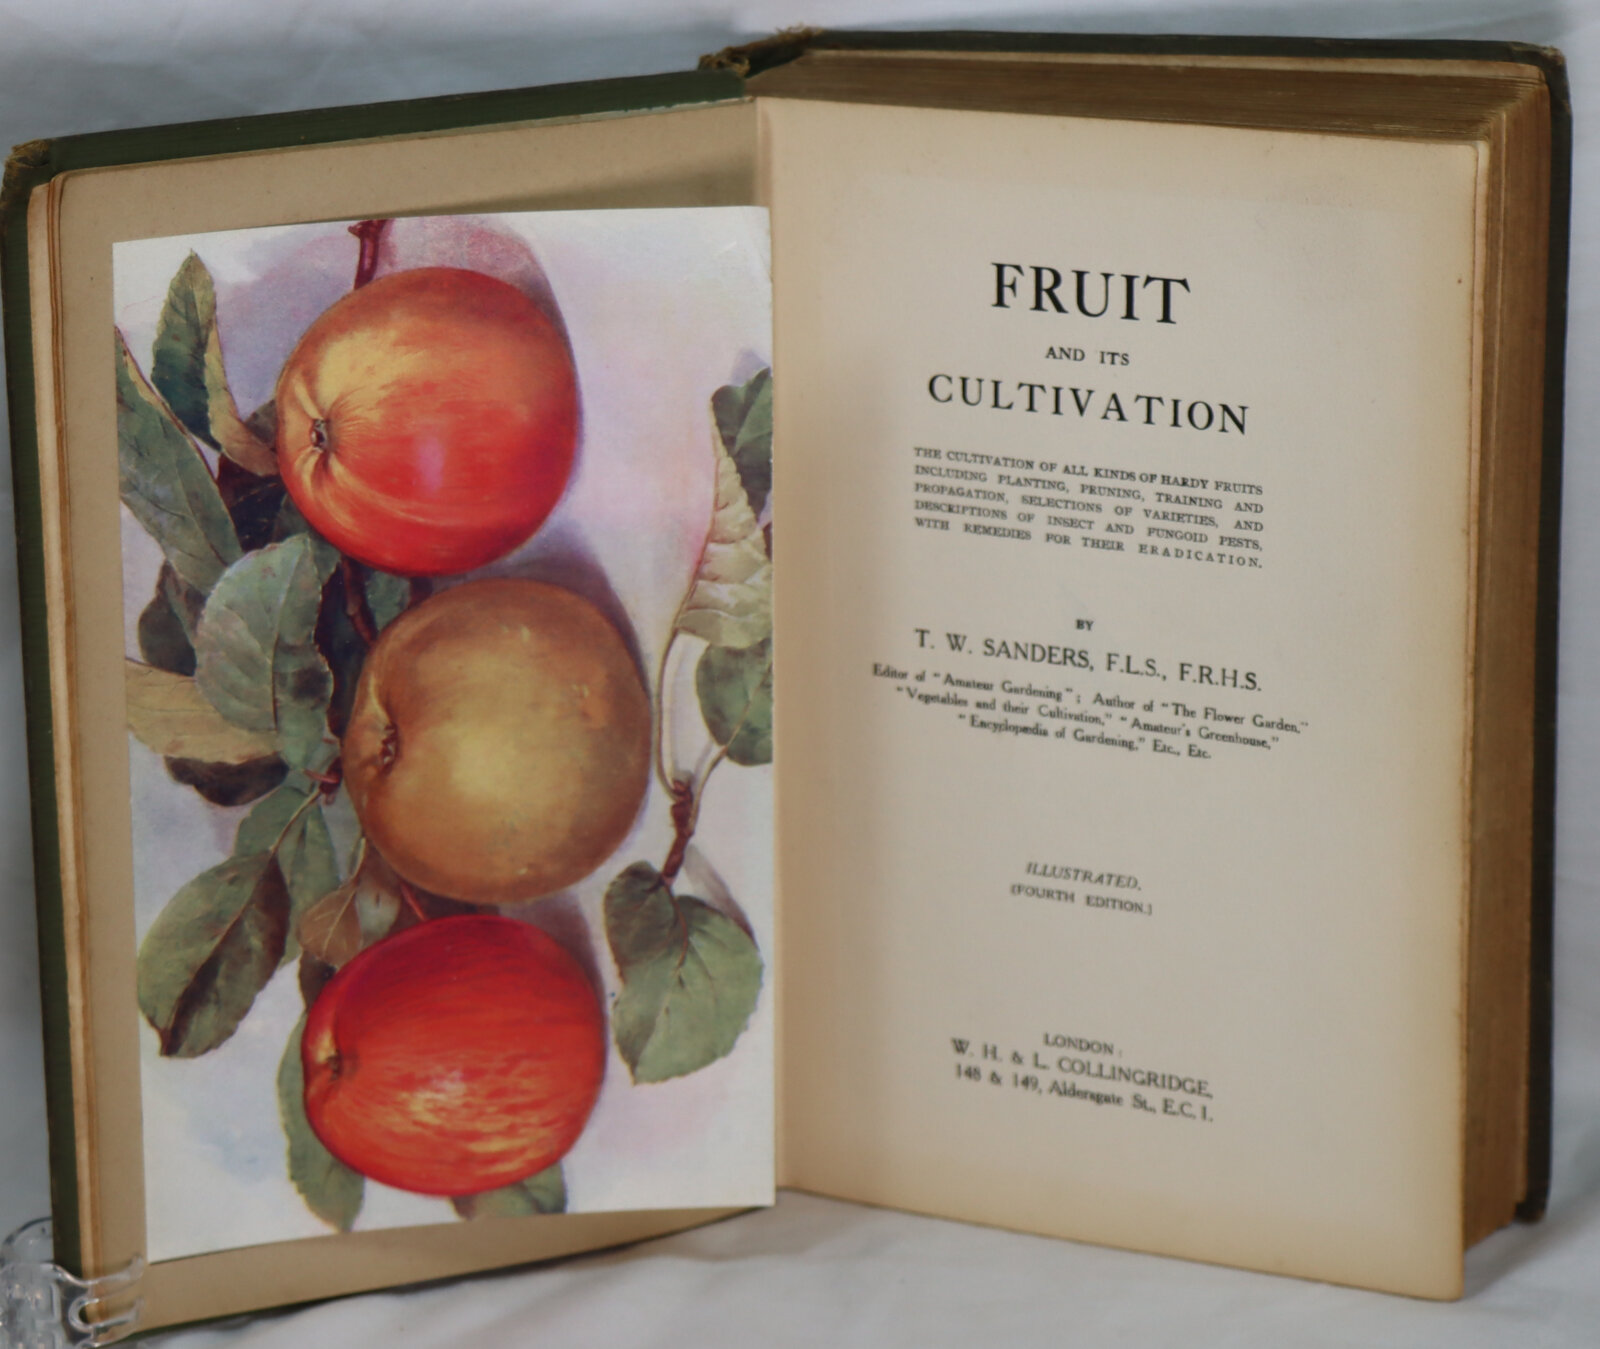 FRUIT
AND ITS
CULTIVATION
THE CULTIVATION OF ALL KINDS OF HARDY FRUITS
INCLUDING PLANTING, PRUNING, TRAINING AND
PROPAGATION, SELECTIONS OF VARIETIES, AND
DESCRIPTIONS OF INSECT AND FUNGOID PESTS,
WITH REMEDIES FOR THEIR ERADICATION.
BY
T. W. SANDERS, F.L.S., F.R.H.S.
Editor of "Amateur Gardening"; Author of "The Flower Garden,"
"Vegetables and their Cultivation," "Amateur's Greenhouse,"
"Encyclopædia of Gardening," Etc., Etc.
ILLUSTRATED.
(FOURTH EDITION.)
LONDON:
W. H. & L. COLLINGRIDGE,
148 & 149, Aldersgate St., E.C. 1.